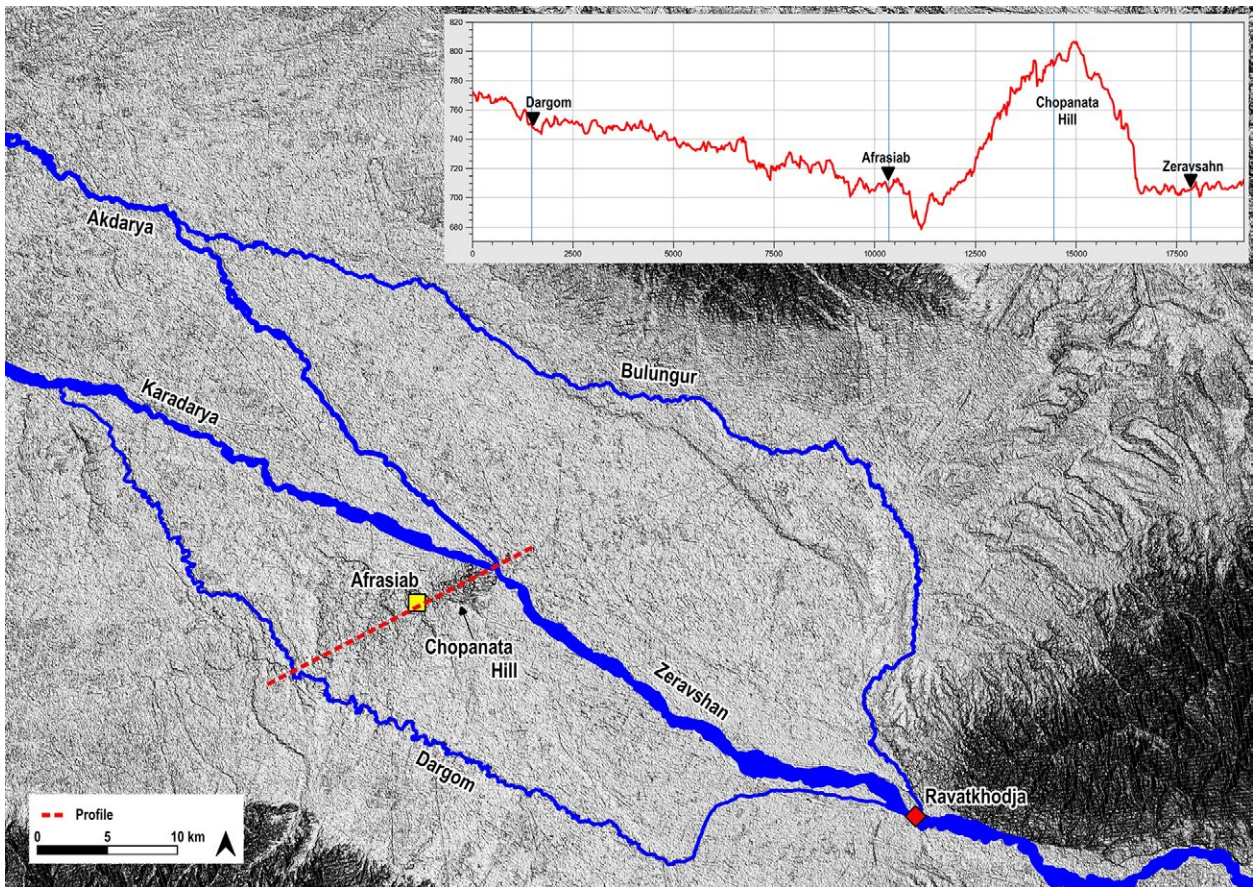 820
800
780
760
740
720
700
680
0 2500 5000 7500 10000 12500 15000 17500
Dargom
Afrasiab
Chopanata
Hill
Zeravsahn
Akdarya
Bulungur
Karadarya
Afrasiab
Chopanata
Hill
Zeravshan
Dargom
Ravatkhodja
Profile
0 5 10 km